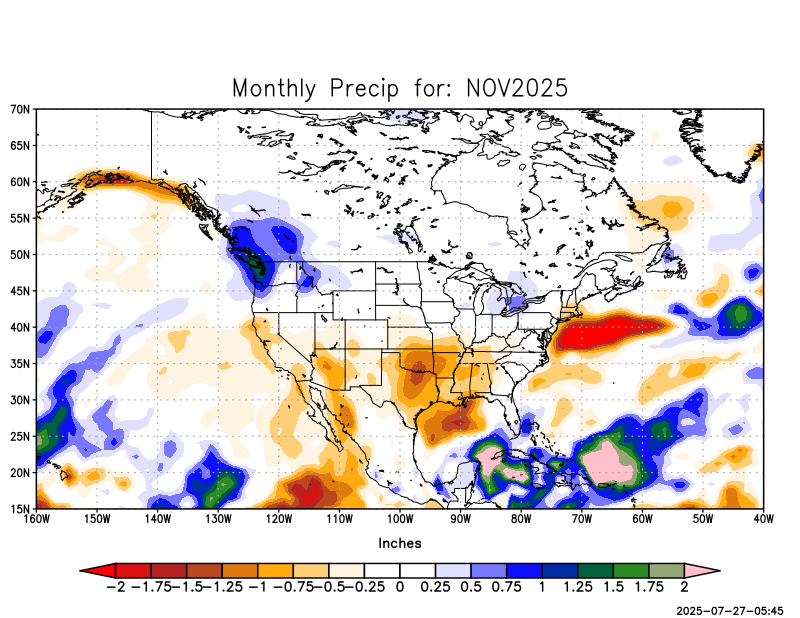 Monthly Precip for: NOV2025
70N
65N
60N
55N
50N
45N
40N
35N
30N
25N
20N
15N
160W 150W 140W 130W 120W 110W 100W 90W 80W 70W 60W 50W 40W
Inches
-2 -1.75 -1.5 -1.25 -1 -0.75 -0.5 -0.25 0 0.25 0.5 0.75 1 1.25 1.5 1.75 2
2025-07-27-05:45